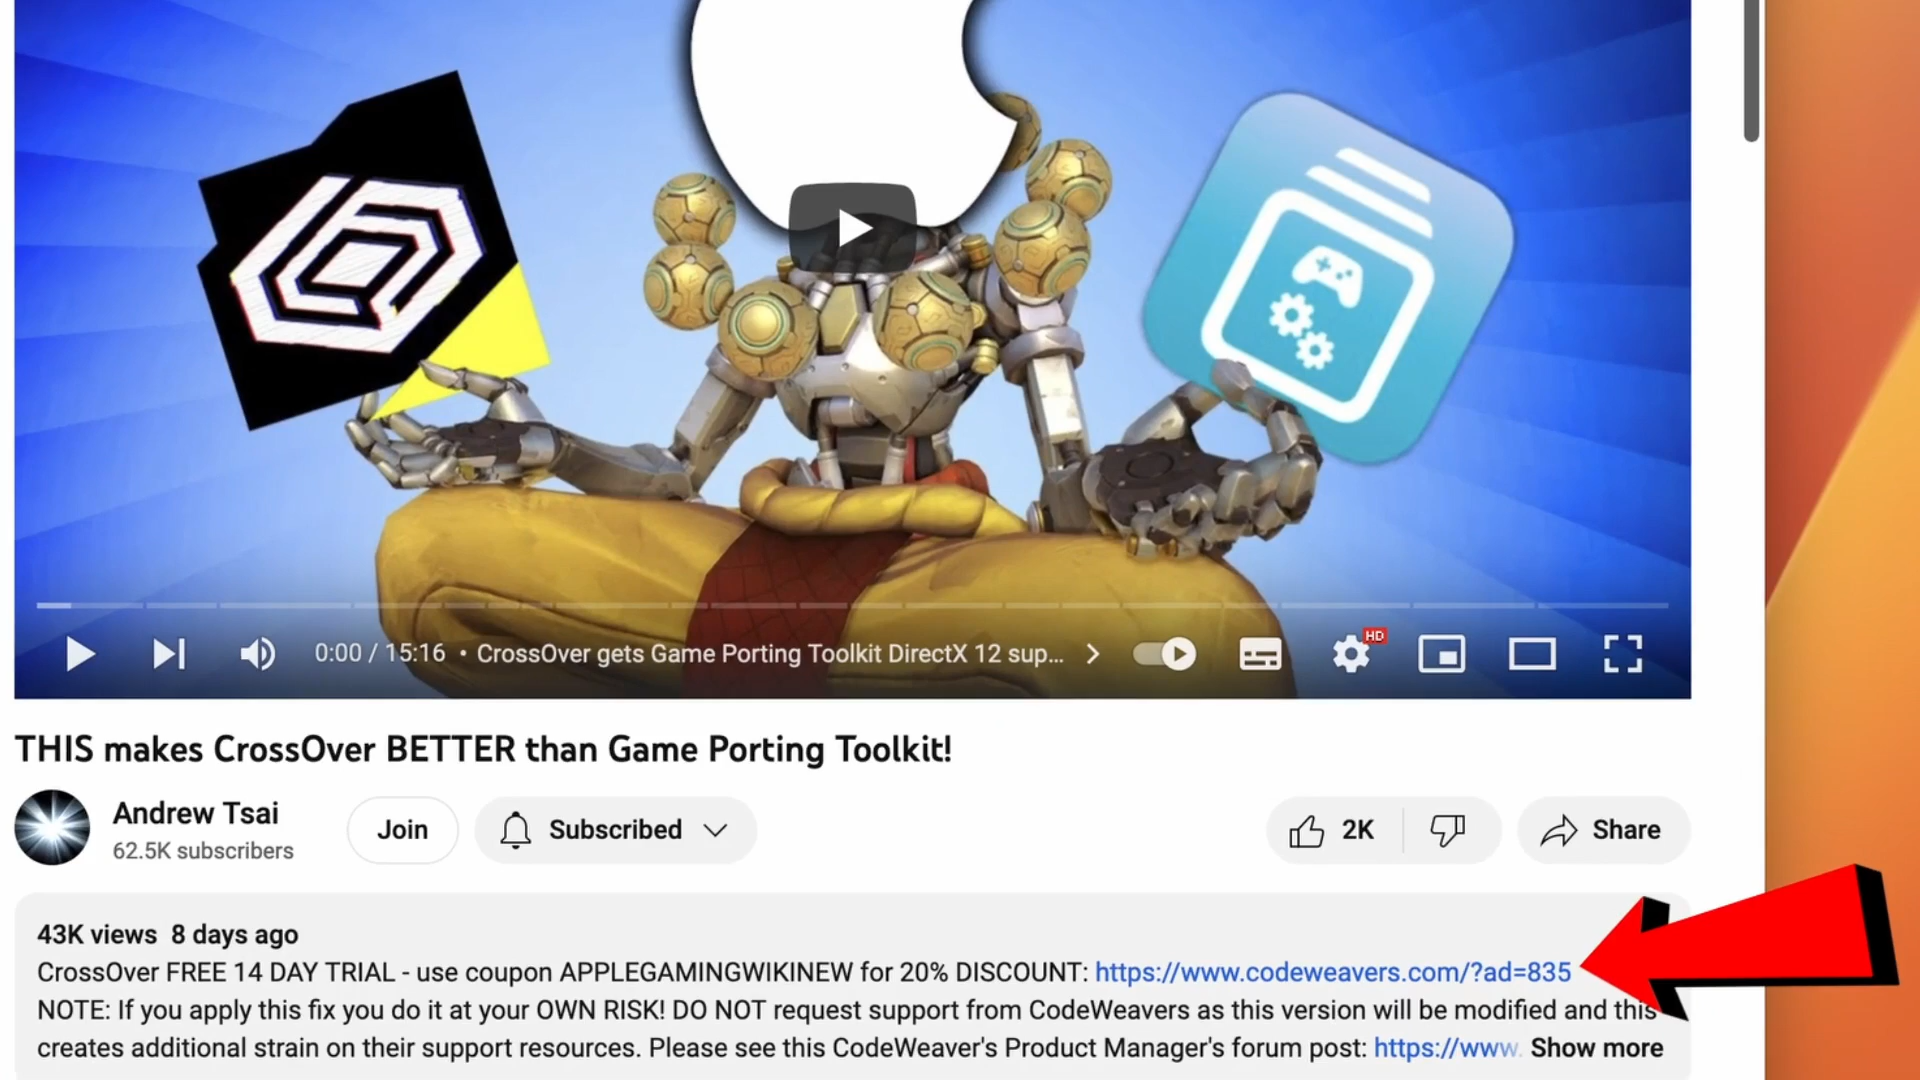 0:00 / 15:16 • CrossOver gets Game Porting Toolkit DirectX 12 sup...
HD
THIS makes CrossOver BETTER than Game Porting Toolkit!
Andrew Tsai
62.5K subscribers
Join
Subscribed
2K
Share
43K views 8 days ago
CrossOver FREE 14 DAY TRIAL - use coupon APPLEGAMINGWIKINEW for 20% DISCOUNT: https://www.codeweavers.com/?ad=835
NOTE: If you apply this fix you do it at your OWN RISK! DO NOT request support from CodeWeavers as this version will be modified and this
creates additional strain on their support resources. Please see this CodeWeaver's Product Manager's forum post: https://www. Show more